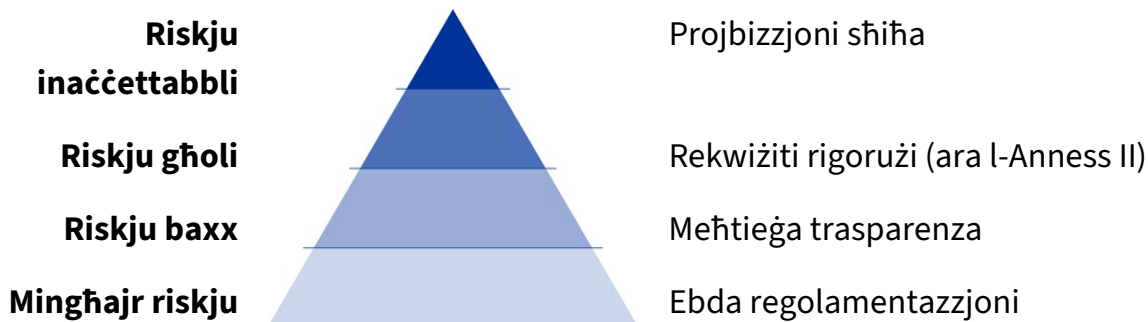 Riskju
inaċċettabbli
Projbizzjoni sħiħa
Riskju għoli
Rekwiżiti rigorużi (ara l-Anness II)
Riskju baxx
Meħtieġa trasparenza
Mingħajr riskju
Ebda regolamentazzjoni